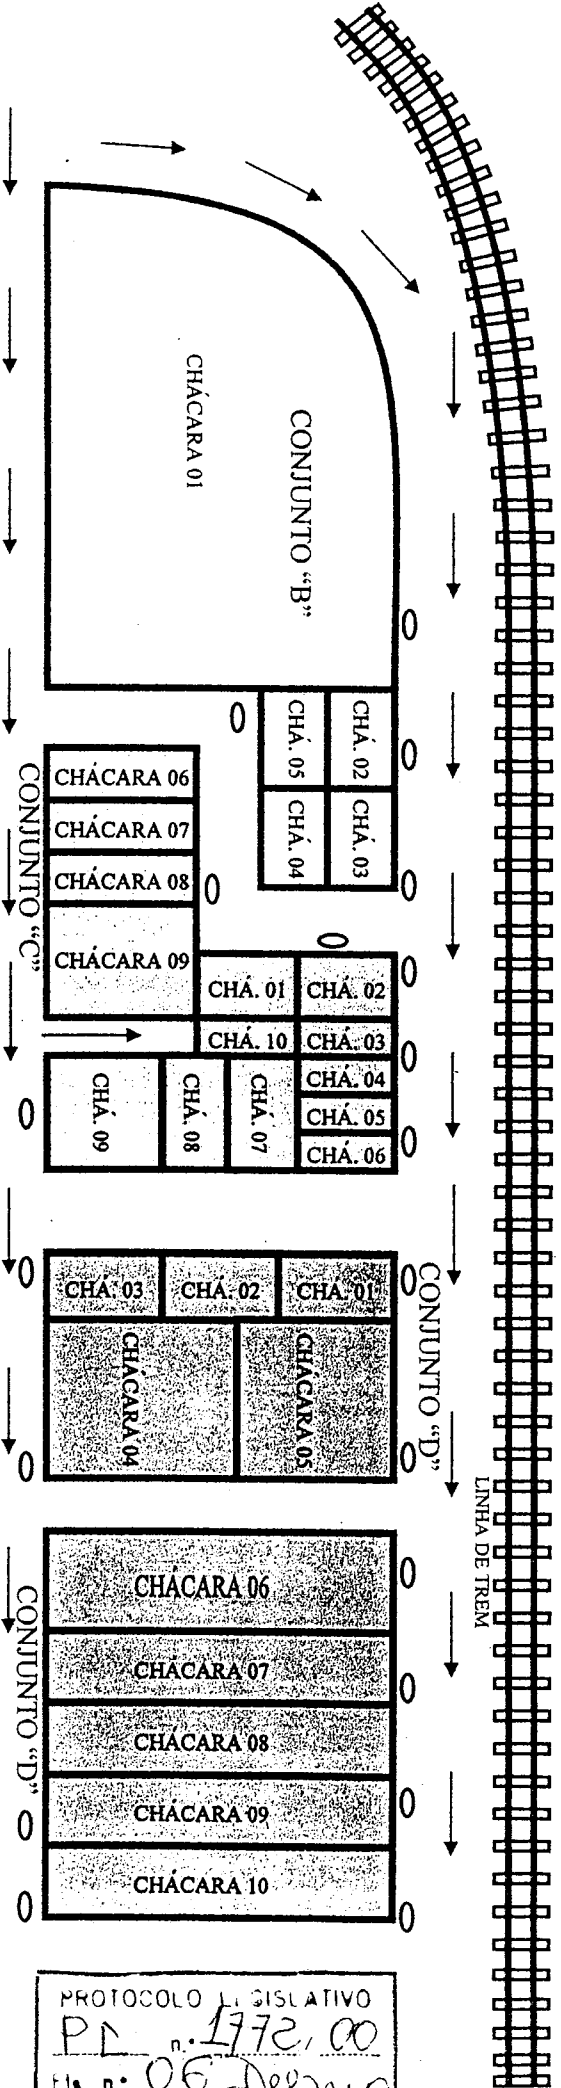 CHÁCARA 01
CONJUNTO “B”
CHÁ. 05
CHÁ. 02
CHÁ. 04
CHÁ. 03
CHÁCARA 06
CHÁCARA 07
CHÁCARA 08
CHÁCARA 09
CONJUNTO “C”
CHÁ. 01
CHÁ. 02
CHÁ. 10
CHÁ. 03
CHÁ. 04
CHÁ. 05
CHÁ. 06
CHÁ. 09
CHÁ. 08
CHÁ. 07
CHÁ. 03
CHÁ. 02
CHÁ. 01
CONJUNTO “D”
CHÁCARA 04
CHÁCARA 05
LINHA DE TREM
CHÁCARA 06
CHÁCARA 07
CHÁCARA 08
CHÁCARA 09
CHÁCARA 10
CONJUNTO “D”
PROTOCOLO LEGISLATIVO
PL n.º 1772, 00
Fls. n.º 06